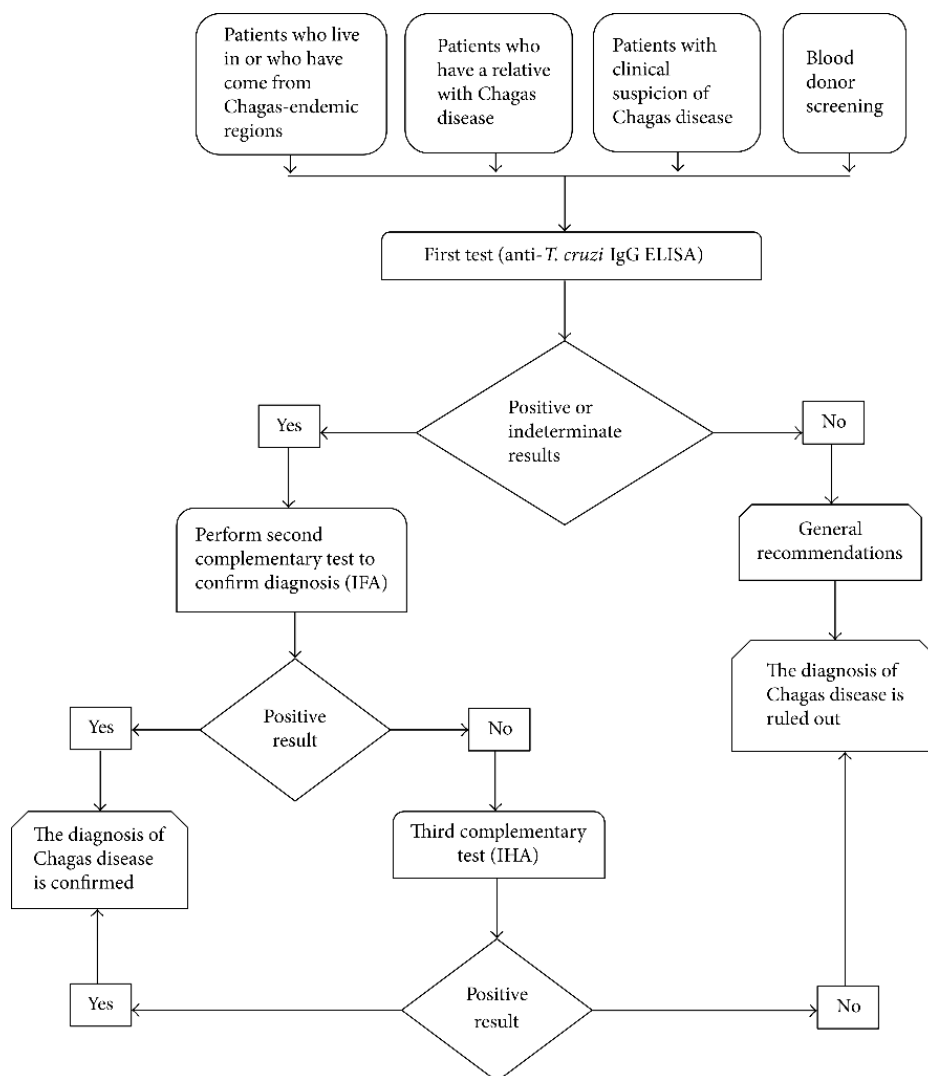 Patients who live
in or who have
come from
Chagas-endemic
regions
Patients who
have a relative
with Chagas
disease
Patients with
clinical
suspicion of
Chagas disease
Blood
donor
screening
First test (anti-T. cruzi IgG ELISA)
Positive or
indeterminate
results
Yes
No
Perform second
complementary test to
confirm diagnosis (IFA)
General
recommendations
The diagnosis of
Chagas disease is
ruled out
Positive
result
Yes
No
The diagnosis of
Chagas disease
is confirmed
Third complementary
test (IHA)
Positive
result
Yes
No